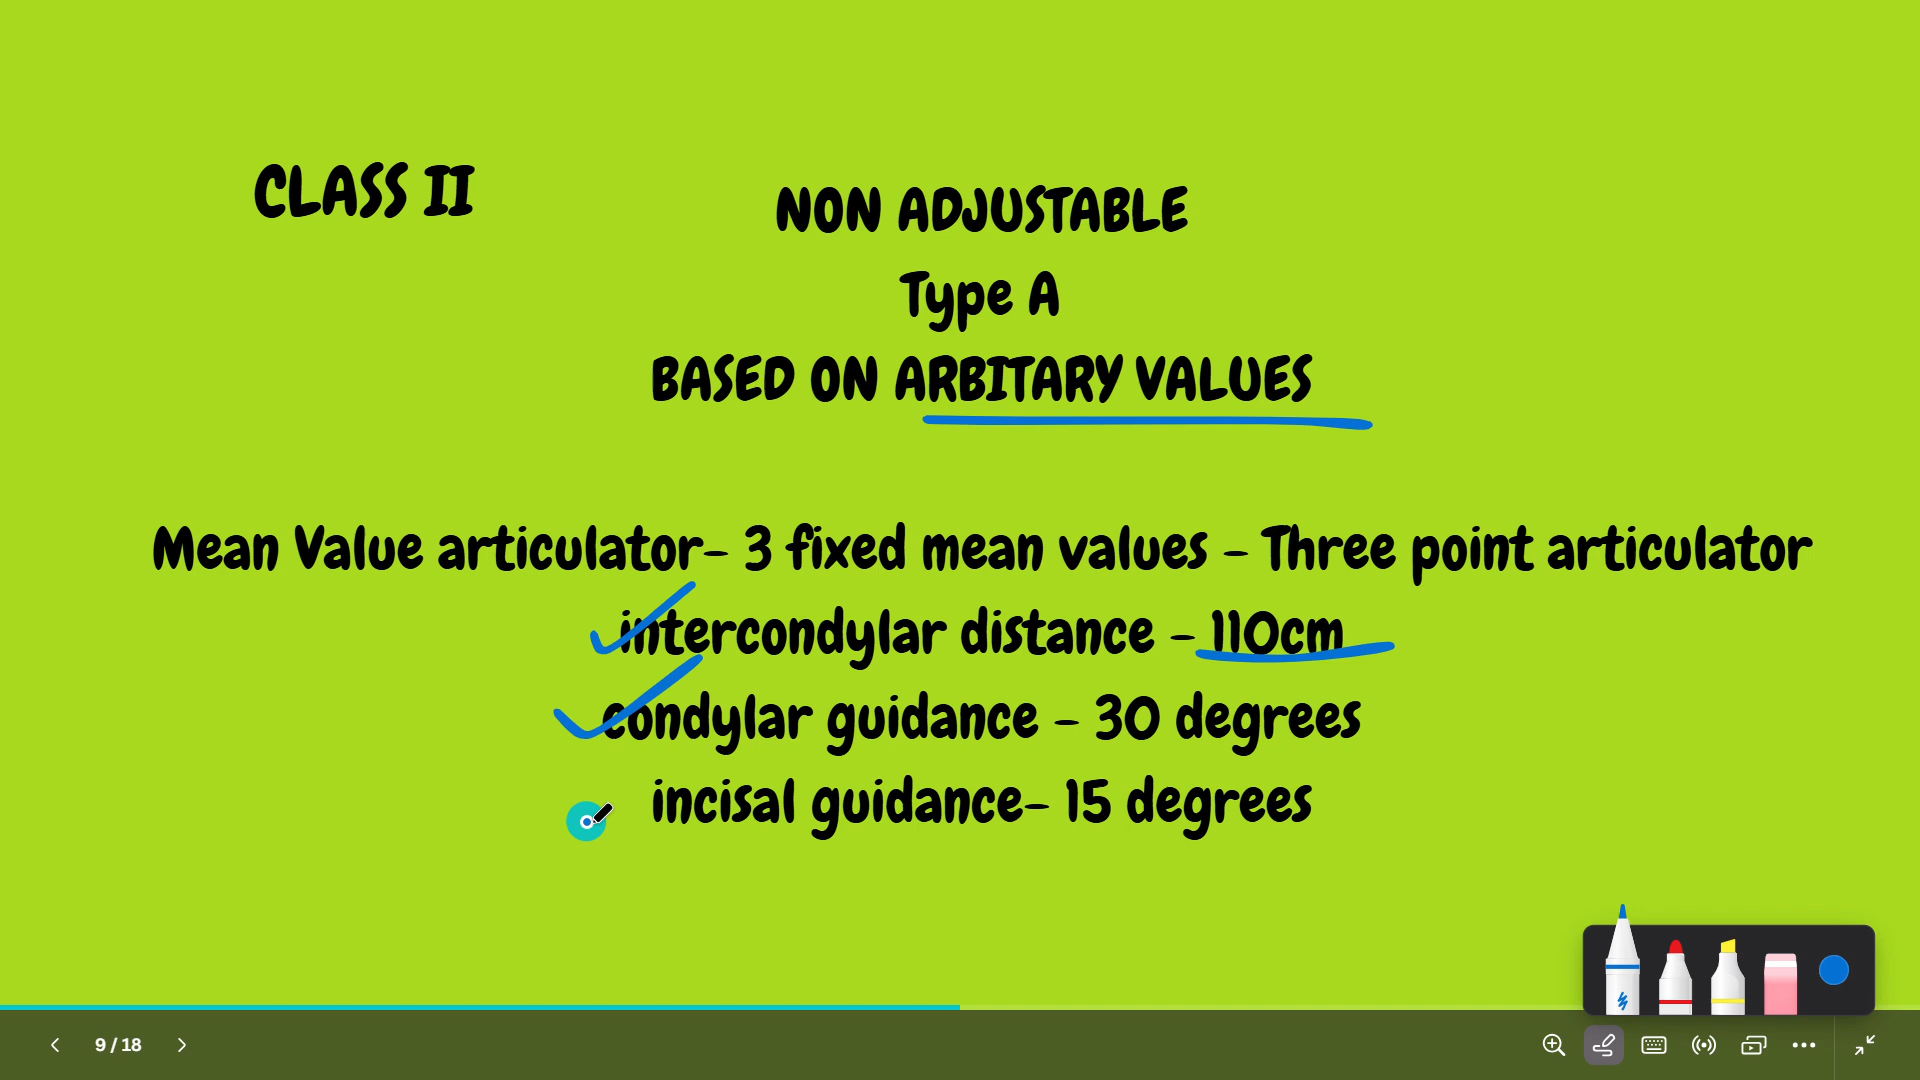 CLASS II
NON ADJUSTABLE
Type A
BASED ON ARBITARY VALUES
Mean Value articulator- 3 fixed mean values - Three point articulator
intercondylar distance - 110cm
condylar guidance - 30 degrees
incisal guidance- 15 degrees
9 / 18